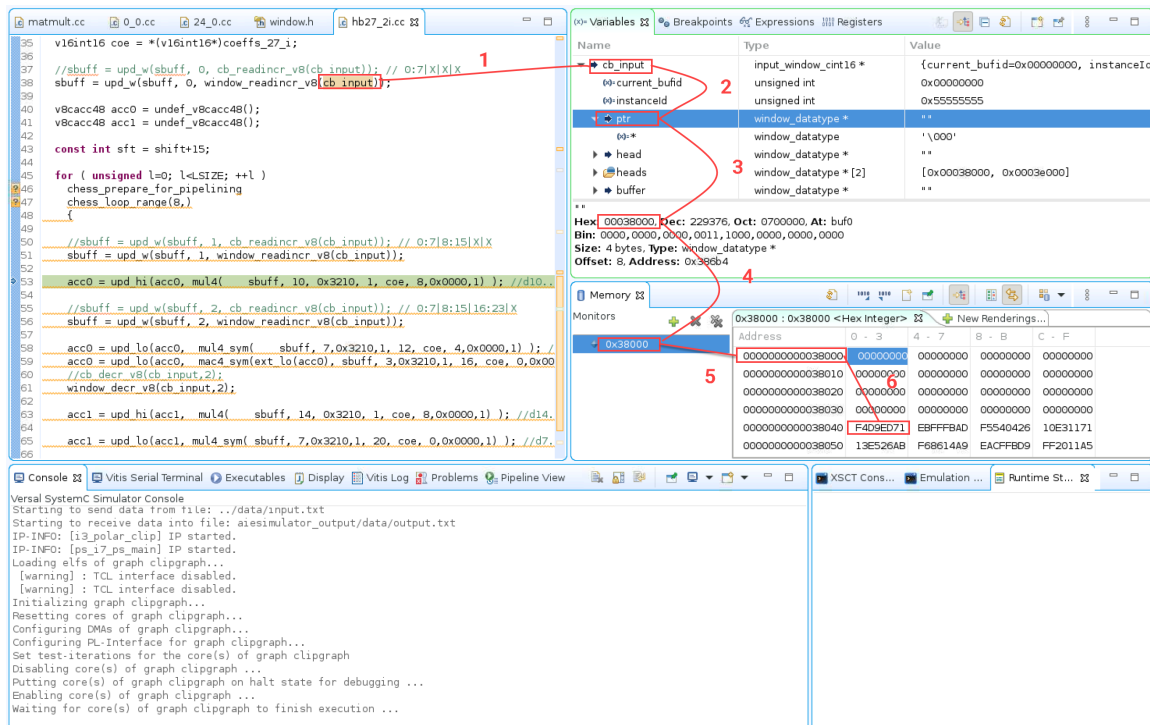 matmult.cc 0_0.cc 24_0.cc window.h hb27_2i.cc
35 v16int16 coe = *(v16int16*)coeffs_27_i;
36
37 //sbuff = upd_w(sbuff, 0, cb_readincr_v8(cb_input)); // 0:7|X|X|X
38 sbuff = upd_w(sbuff, 0, window_readincr_v8(cb_input));
39
40 v8cacc48 acc0 = undef_v8cacc48();
41 v8cacc48 acc1 = undef_v8cacc48();
42
43 const int sft = shift+15;
44
45 for ( unsigned l=0; l<LSIZE; ++l )
46 chess_prepare_for_pipelining
47 chess_loop_range(8,)
48 {
49
50 //sbuff = upd_w(sbuff, 1, cb_readincr_v8(cb_input)); // 0:7|8:15|X|X
51 sbuff = upd_w(sbuff, 1, window_readincr_v8(cb_input));
52
53 acc0 = upd_hi(acc0, mul4( sbuff, 10, 0x3210, 1, coe, 8,0x0000,1) ); //d10..
54
55 //sbuff = upd_w(sbuff, 2, cb_readincr_v8(cb_input)); // 0:7|8:15|16:23|X
56 sbuff = upd_w(sbuff, 2, window_readincr_v8(cb_input));
57
58 acc0 = upd_lo(acc0, mul4_sym( sbuff, 7,0x3210,1, 12, coe, 4,0x0000,1) ); //
59 acc0 = upd_lo(acc0, mac4_sym(ext_lo(acc0), sbuff, 3,0x3210,1, 16, coe, 0,0x00
60 //cb_decr_v8(cb_input,2);
61 window_decr_v8(cb_input,2);
62
63 acc1 = upd_hi(acc1, mul4( sbuff, 14, 0x3210, 1, coe, 8,0x0000,1) ); //d14.
64
65 acc1 = upd_lo(acc1, mul4_sym( sbuff, 7,0x3210,1, 20, coe, 0,0x0000,1) ); //d7.
66
1
2
3
4
5
6
(x)= Variables Breakpoints Expressions Registers
Name Type Value
cb_input input_window_cint16 * {current_bufid=0x00000000, instanceId
(x)= current_bufid unsigned int 0x00000000
(x)= instanceId unsigned int 0x55555555
ptr window_datatype * ""
(x)= * window_datatype '\000'
head window_datatype * ""
heads window_datatype * [2] [0x00038000, 0x0003e000]
buffer window_datatype * ""
""
Hex: 00038000, Dec: 229376, Oct: 0700000, At: buf0
Bin: 0000,0000,0000,0011,1000,0000,0000,0000
Size: 4 bytes, Type: window_datatype *
Offset: 8, Address: 0x386b4
Memory
Monitors
0x38000
0x38000 : 0x38000 <Hex Integer> New Renderings...
Address 0 - 3 4 - 7 8 - B C - F
0000000000038000 00000000 00000000 00000000 00000000
0000000000038010 00000000 00000000 00000000 00000000
0000000000038020 00000000 00000000 00000000 00000000
0000000000038030 00000000 00000000 00000000 00000000
0000000000038040 F4D9ED71 EBFFFBAD F5540426 10E31171
0000000000038050 13E526AB F68614A9 EACFFBD9 FF2011A5
Console Vitis Serial Terminal Executables Display Vitis Log Problems Pipeline View
Versal SystemC Simulator Console
Starting to send data from file: ../data/input.txt
Starting to receive data into file: aiesimulator_output/data/output.txt
IP-INFO: [i3_polar_clip] IP started.
IP-INFO: [ps_i7_ps_main] IP started.
Loading elfs of graph clipgraph...
[warning] : TCL interface disabled.
[warning] : TCL interface disabled.
Initializing graph clipgraph...
Resetting cores of graph clipgraph...
Configuring DMAs of graph clipgraph...
Configuring PL-Interface for graph clipgraph...
Set test-iterations for the core(s) of graph clipgraph
Disabling core(s) of graph clipgraph ...
Putting core(s) of graph clipgraph on halt state for debugging ...
Enabling core(s) of graph clipgraph ...
Waiting for core(s) of graph clipgraph to finish execution ...
XSCT Cons... Emulation ... Runtime St...